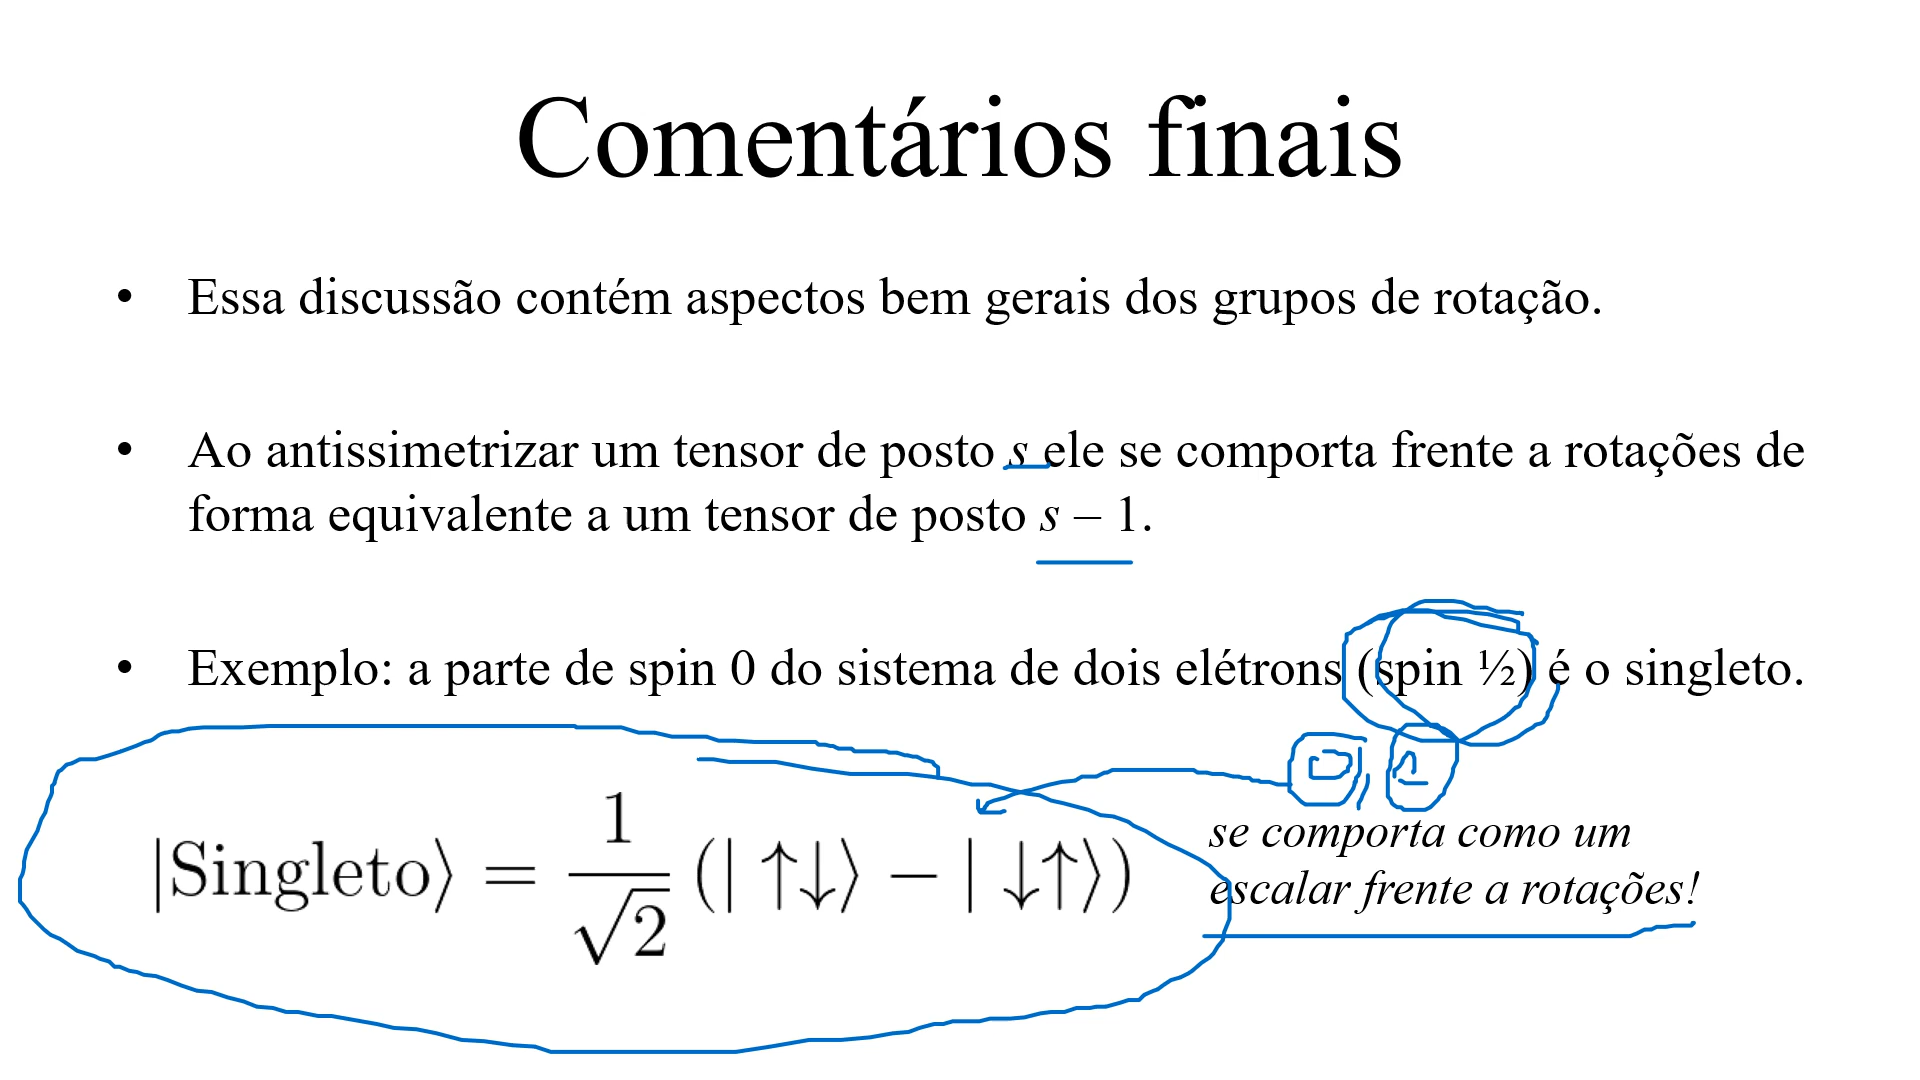 Comentários finais
• Essa discussão contém aspectos bem gerais dos grupos de rotação.
• Ao antissimetrizar um tensor de posto s ele se comporta frente a rotações de
forma equivalente a um tensor de posto s – 1.
• Exemplo: a parte de spin 0 do sistema de dois elétrons (spin ½) é o singleto.
0, 1
|Singleto⟩ = 1/√2 (| ↑↓⟩ − | ↓↑⟩)
se comporta como um
escalar frente a rotações!